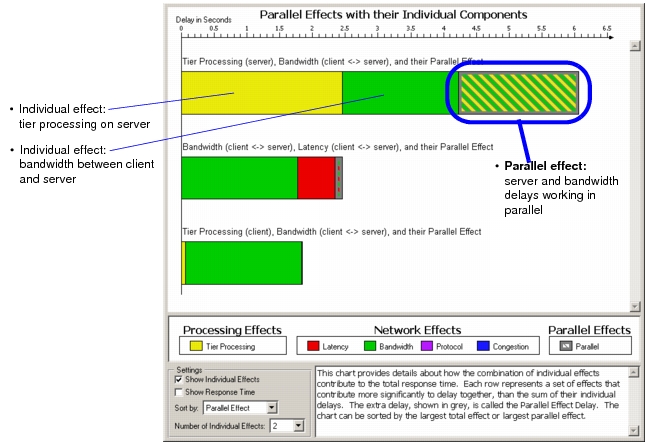 Parallel Effects with their Individual Components
Delay in Seconds
0 0.5 1 1.5 2 2.5 3 3.5 4 4.5 5 5.5 6 6.5
Tier Processing (server), Bandwidth (client <-> server), and their Parallel Effect
• Individual effect:
tier processing on server
• Individual effect:
bandwidth between client
and server
Bandwidth (client <-> server), Latency (client <-> server), and their Parallel Effect
• Parallel effect:
server and bandwidth
delays working in
parallel
Tier Processing (client), Bandwidth (client <-> server), and their Parallel Effect
Processing Effects
Tier Processing
Network Effects
Latency Bandwidth Protocol Congestion
Parallel Effects
Parallel
Settings
Show Individual Effects
Show Response Time
Sort by: Parallel Effect
Number of Individual Effects: 2
This chart provides details about how the combination of individual effects
contribute to the total response time. Each row represents a set of effects that
contribute more significantly to delay together, than the sum of their individual
delays. The extra delay, shown in grey, is called the Parallel Effect Delay. The
chart can be sorted by the largest total effect or largest parallel effect.